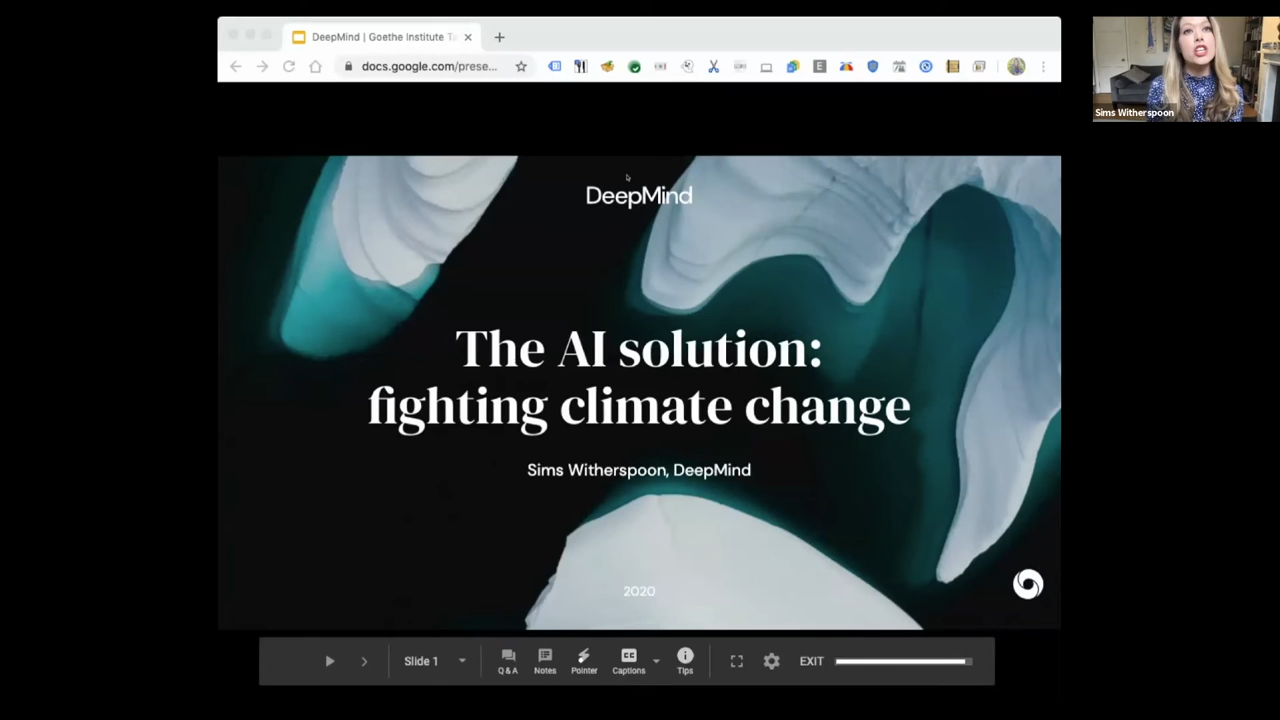 DeepMind | Goethe Institute Ta
docs.google.com/prese...
Sims Witherspoon
DeepMind
The AI solution:
fighting climate change
Sims Witherspoon, DeepMind
2020
Slide 1
Q & A
Notes
Pointer
CC
Captions
Tips
EXIT